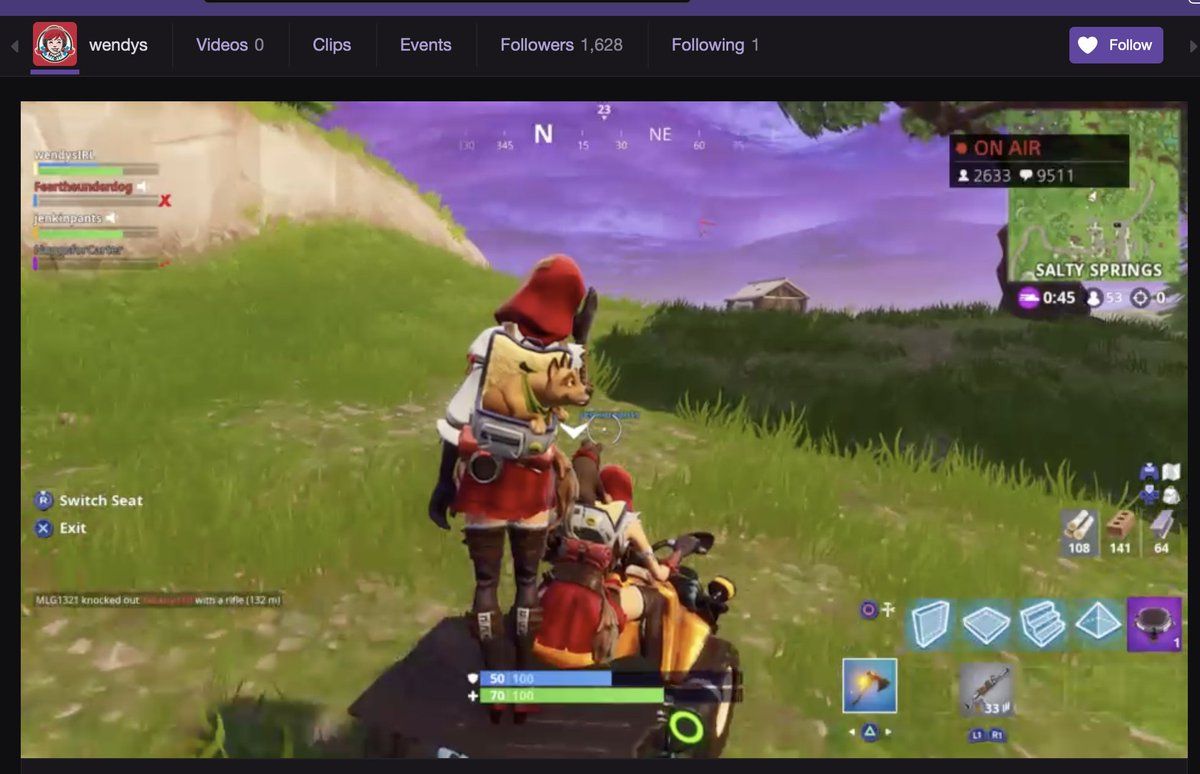 wendys
Videos 0
Clips
Events
Followers 1,628
Following 1
Follow
330 345 N 15 30 NE 60 75
23
wendysIRL
Feartheunderdog
jenkinpants
ON AIR
2633 9511
SALTY SPRINGS
0:45 53 0
R Switch Seat
X Exit
108 141 64
MLG1321 knocked out with a rifle (132 m)
1
50 100
70 100
33
L1 R1